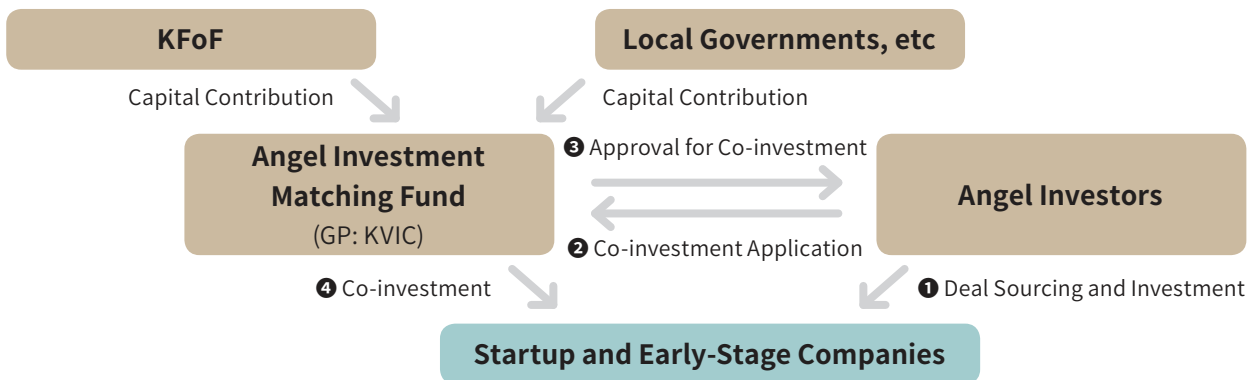 KFoF
Local Governments, etc
Capital Contribution
Capital Contribution
Angel Investment
Matching Fund
(GP: KVIC)
❸ Approval for Co-investment
Angel Investors
❷ Co-investment Application
❹ Co-investment
❶ Deal Sourcing and Investment
Startup and Early-Stage Companies